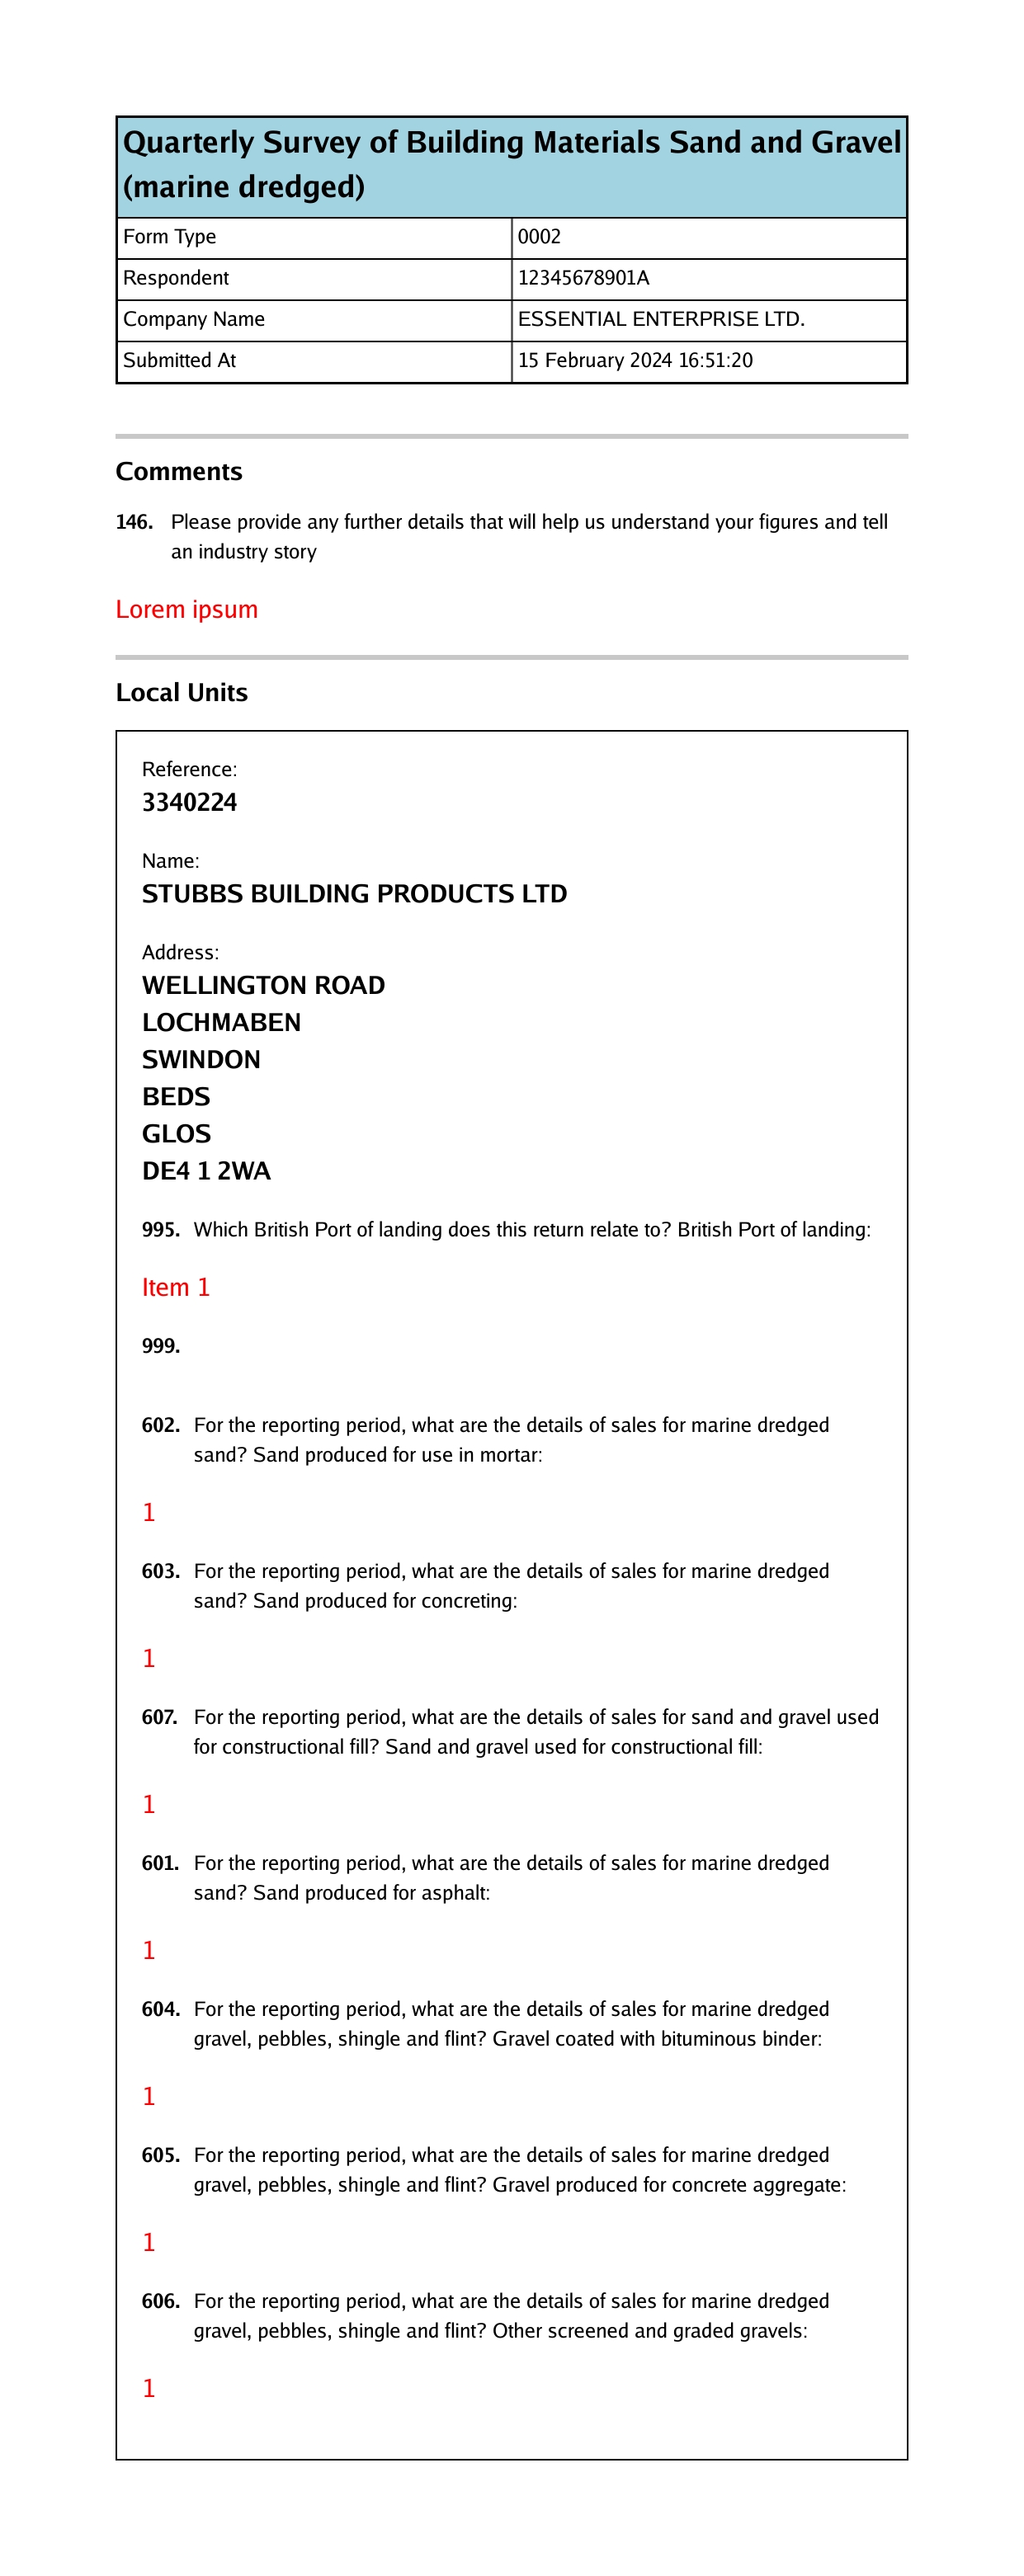 Quarterly Survey of Building Materials Sand and Gravel
(marine dredged)
Form Type 0002
Respondent 12345678901A
Company Name ESSENTIAL ENTERPRISE LTD.
Submitted At 15 February 2024 16:51:20
Comments
146. Please provide any further details that will help us understand your figures and tell
an industry story
Lorem ipsum
Local Units
Reference:
3340224
Name:
STUBBS BUILDING PRODUCTS LTD
Address:
WELLINGTON ROAD
LOCHMABEN
SWINDON
BEDS
GLOS
DE4 1 2WA
995. Which British Port of landing does this return relate to? British Port of landing:
Item 1
999.
602. For the reporting period, what are the details of sales for marine dredged
sand? Sand produced for use in mortar:
1
603. For the reporting period, what are the details of sales for marine dredged
sand? Sand produced for concreting:
1
607. For the reporting period, what are the details of sales for sand and gravel used
for constructional fill? Sand and gravel used for constructional fill:
1
601. For the reporting period, what are the details of sales for marine dredged
sand? Sand produced for asphalt:
1
604. For the reporting period, what are the details of sales for marine dredged
gravel, pebbles, shingle and flint? Gravel coated with bituminous binder:
1
605. For the reporting period, what are the details of sales for marine dredged
gravel, pebbles, shingle and flint? Gravel produced for concrete aggregate:
1
606. For the reporting period, what are the details of sales for marine dredged
gravel, pebbles, shingle and flint? Other screened and graded gravels:
1